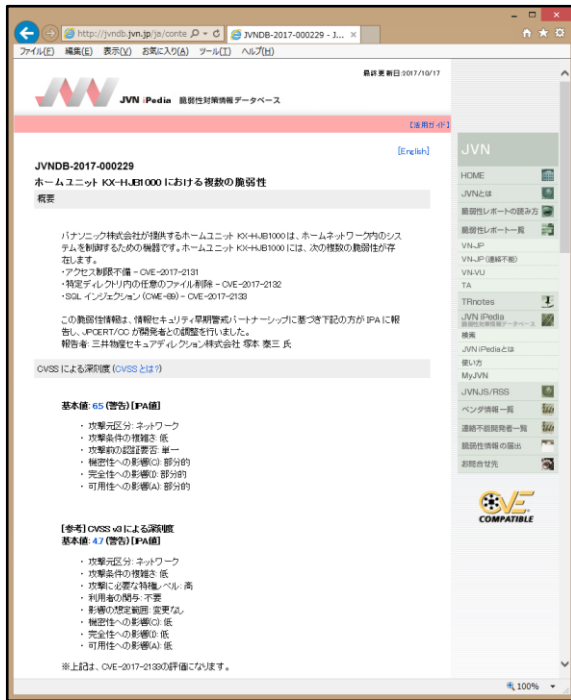 http://jvndb.jvn.jp/ja/conte
JVNDB-2017-000229 - J...
ファイル(F) 編集(E) 表示(V) お気に入り(A) ツール(T) ヘルプ(H)
最終更新日:2017/10/17
JVN iPedia 脆弱性対策情報データベース
【活用ガイド】
[English]
JVNDB-2017-000229
ホームユニット KX-HJB1000 における複数の脆弱性
概要
パナソニック株式会社が提供するホームユニット KX-HJB1000 は、ホームネットワーク内のシス
テムを制御するための機器です。ホームユニット KX-HJB1000 には、次の複数の脆弱性が存
在します。
・アクセス制限不備 - CVE-2017-2131
・特定ディレクトリ内の任意のファイル削除 - CVE-2017-2132
・SQL インジェクション (CWE-89) - CVE-2017-2133
この脆弱性情報は、情報セキュリティ早期警戒パートナーシップに基づき下記の方が IPA に報
告し、JPCERT/CC が開発者との調整を行いました。
報告者: 三井物産セキュアディレクション株式会社 塚本 泰三 氏
CVSS による深刻度 (CVSS とは?)
基本値: 6.5 (警告) [IPA値]
・ 攻撃元区分: ネットワーク
・ 攻撃条件の複雑さ: 低
・ 攻撃前の認証要否: 単一
・ 機密性への影響(C): 部分的
・ 完全性への影響(I): 部分的
・ 可用性への影響(A): 部分的
[参考] CVSS v3 による深刻度
基本値: 4.7 (警告) [IPA値]
・ 攻撃元区分: ネットワーク
・ 攻撃条件の複雑さ: 低
・ 攻撃に必要な特権レベル: 高
・ 利用者の関与: 不要
・ 影響の想定範囲: 変更なし
・ 機密性への影響(C): 低
・ 完全性への影響(I): 低
・ 可用性への影響(A): 低
※上記は、CVE-2017-2133の評価になります。
JVN
HOME
JVNとは
脆弱性レポートの読み方
脆弱性レポート一覧
VN-JP
VN-JP (連絡不能)
VN-VU
TA
TRnotes
JVN iPedia
脆弱性対策情報データベース
検索
JVN iPediaとは
使い方
MyJVN
JVNJS/RSS
ベンダ情報一覧
連絡不能開発者一覧
脆弱性情報の届出
お問合せ先
CVE
COMPATIBLE
100%